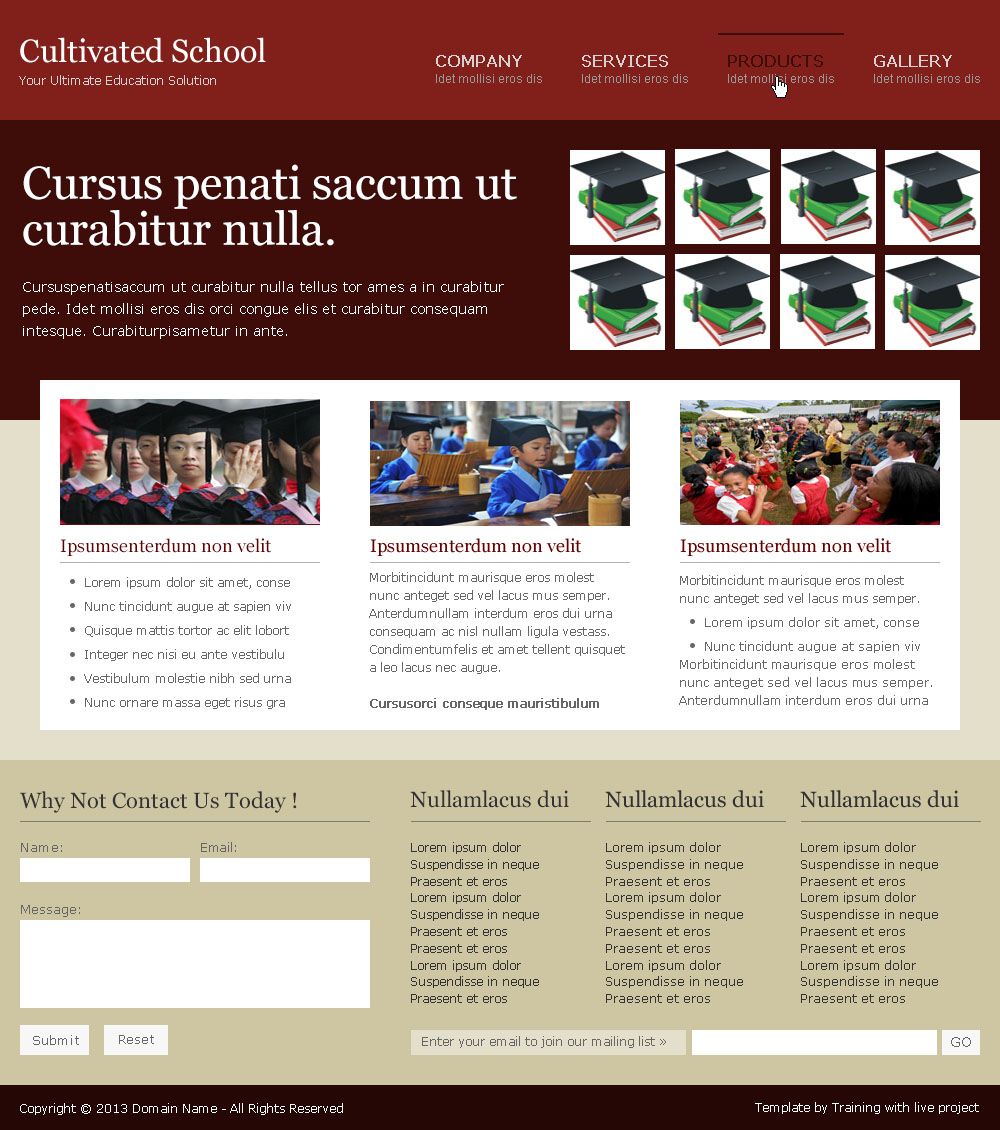 Cultivated School
Your Ultimate Education Solution
COMPANY
Idet mollisi eros dis
SERVICES
Idet mollisi eros dis
PRODUCTS
Idet mollisi eros dis
GALLERY
Idet mollisi eros dis
Cursus penati saccum ut
curabitur nulla.
Cursuspenatisaccum ut curabitur nulla tellus tor ames a in curabitur
pede. Idet mollisi eros dis orci congue elis et curabitur consequam
intesque. Curabiturpisametur in ante.
Ipsumsenterdum non velit
Lorem ipsum dolor sit amet, conse
Nunc tincidunt augue at sapien viv
Quisque mattis tortor ac elit lobort
Integer nec nisi eu ante vestibulu
Vestibulum molestie nibh sed urna
Nunc ornare massa eget risus gra
Ipsumsenterdum non velit
Morbitincidunt maurisque eros molest
nunc anteget sed vel lacus mus semper.
Anterdumnullam interdum eros dui urna
consequam ac nisl nullam ligula vestass.
Condimentumfelis et amet tellent quisquet
a leo lacus nec augue.
Cursusorci conseque mauristibulum
Ipsumsenterdum non velit
Morbitincidunt maurisque eros molest
nunc anteget sed vel lacus mus semper.
Lorem ipsum dolor sit amet, conse
Nunc tincidunt augue at sapien viv
Morbitincidunt maurisque eros molest
nunc anteget sed vel lacus mus semper.
Anterdumnullam interdum eros dui urna
Why Not Contact Us Today !
Name:
Email:
Message:
Submit
Reset
Nullamlacus dui
Lorem ipsum dolor
Suspendisse in neque
Praesent et eros
Lorem ipsum dolor
Suspendisse in neque
Praesent et eros
Praesent et eros
Lorem ipsum dolor
Suspendisse in neque
Praesent et eros
Nullamlacus dui
Lorem ipsum dolor
Suspendisse in neque
Praesent et eros
Lorem ipsum dolor
Suspendisse in neque
Praesent et eros
Praesent et eros
Lorem ipsum dolor
Suspendisse in neque
Praesent et eros
Nullamlacus dui
Lorem ipsum dolor
Suspendisse in neque
Praesent et eros
Lorem ipsum dolor
Suspendisse in neque
Praesent et eros
Praesent et eros
Lorem ipsum dolor
Suspendisse in neque
Praesent et eros
Enter your email to join our mailing list »
GO
Copyright © 2013 Domain Name - All Rights Reserved
Template by Training with live project